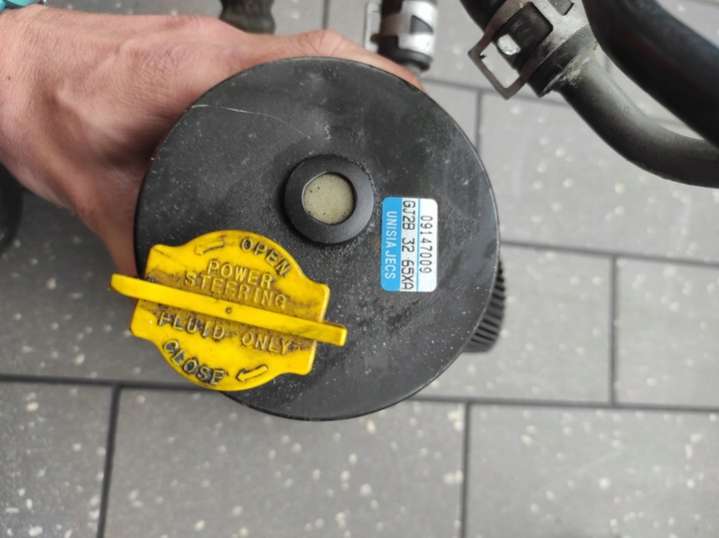 OPEN
POWER
STEERING
FLUID ONLY
CLOSE
09147009
GJ2B 32 65XA
UNISIA JECS